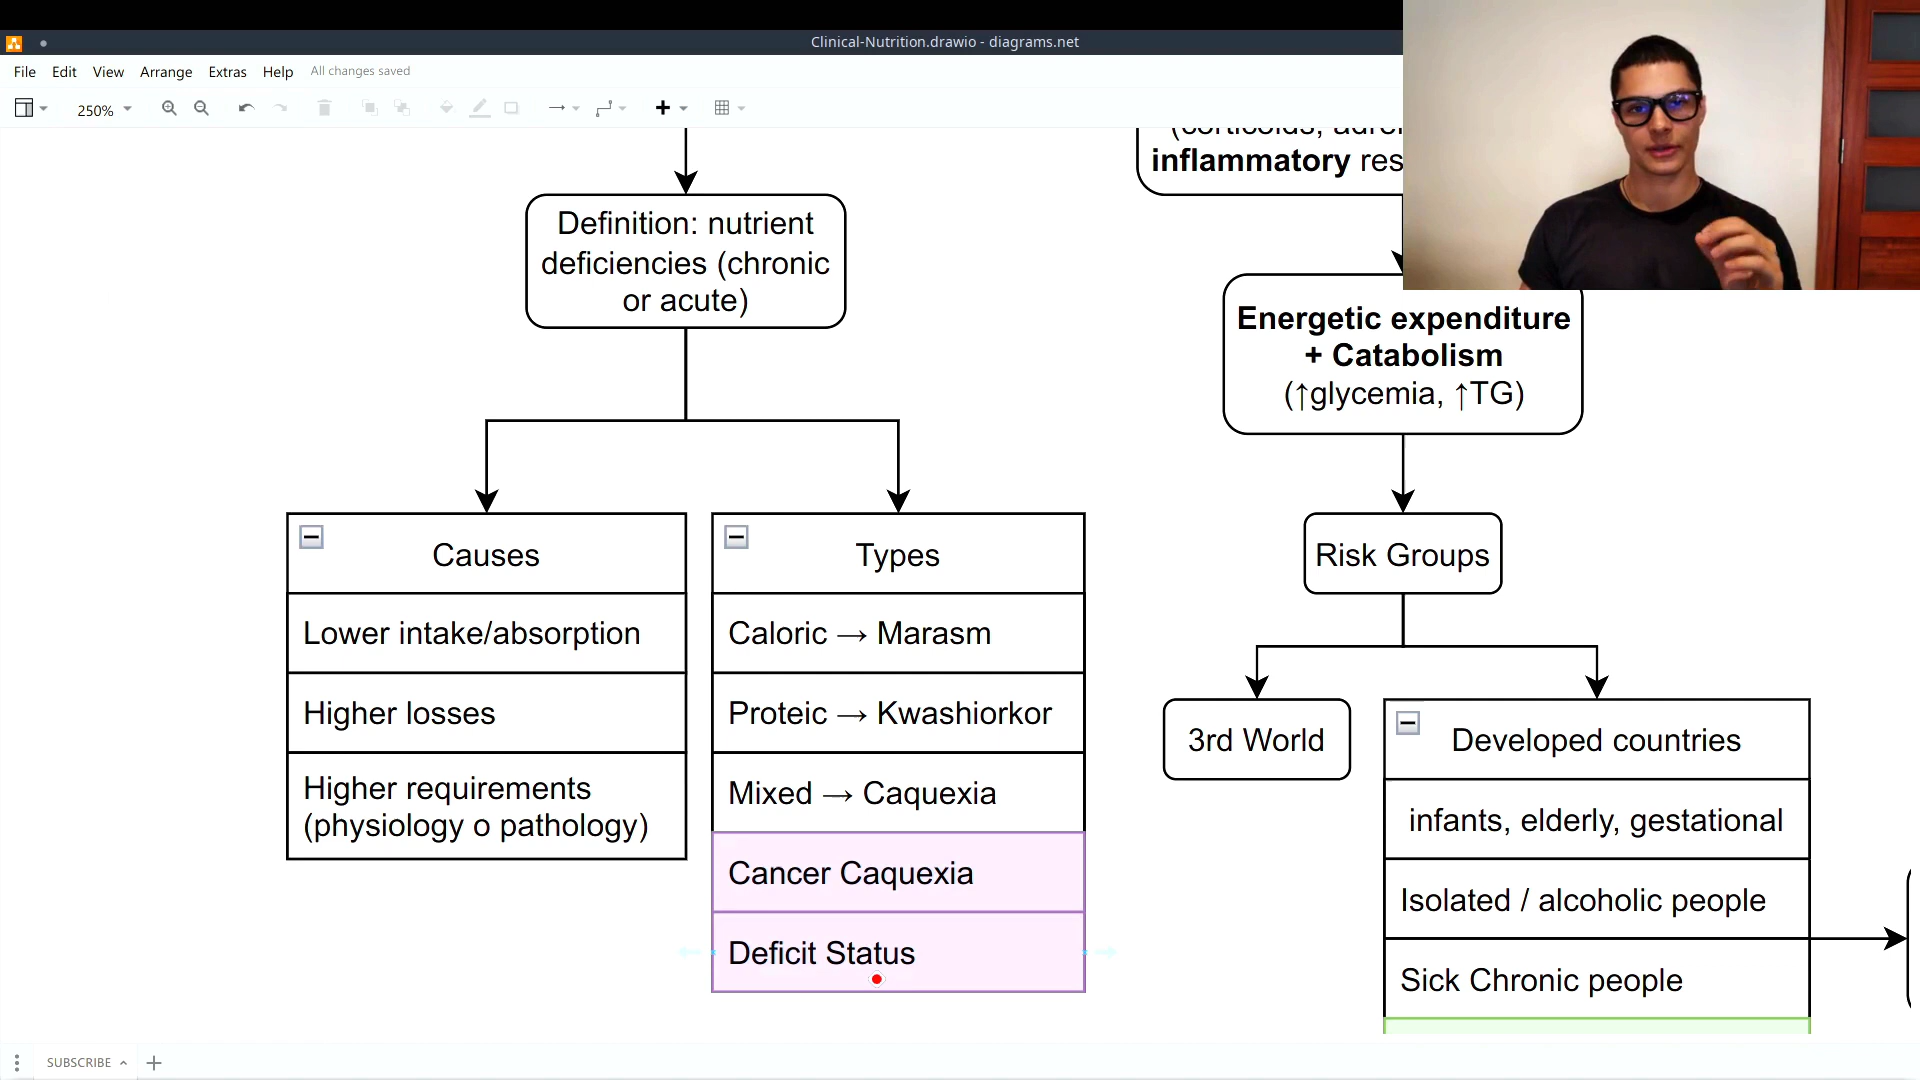 Clinical-Nutrition.drawio - diagrams.net
File Edit View Arrange Extras Help All changes saved
250%
Definition: nutrient
deficiencies (chronic
or acute)
Causes
Lower intake/absorption
Higher losses
Higher requirements
(physiology o pathology)
Types
Caloric → Marasm
Proteic → Kwashiorkor
Mixed → Caquexia
Cancer Caquexia
Deficit Status
(corticoids,
inflammatory
Energetic expenditure
+ Catabolism
(↑glycemia, ↑TG)
Risk Groups
3rd World
Developed countries
infants, elderly, gestational
Isolated / alcoholic people
Sick Chronic people
SUBSCRIBE